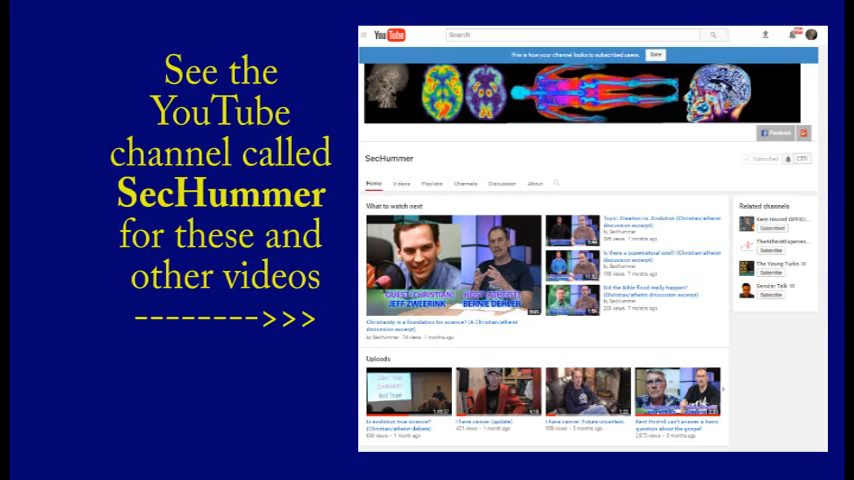 See the
YouTube
channel called
SecHummer
for these and
other videos
-------->>>
YouTube
Search
This is how your channel looks to subscribed users.
Done
Facebook
SecHummer
Subscribed
Home Videos Playlists Channels Discussion About
What to watch next
GUEST (CHRISTIAN)
JEFF ZWEERINK
HOST (ATHEIST)
BERNIE DEHLER
Christianity is a foundation for science? (A Christian/atheist
discussion excerpt)
by SecHummer
Topic: Creation vs. Evolution (Christian/atheist
discussion excerpt)
by SecHummer
Is there a supernatural soul? (Christian/atheist
discussion excerpt)
by SecHummer
Did the Bible flood really happen?
(Christian/atheist discussion excerpt)
by SecHummer
Related channels
Kent Hovind OFFICI...
Subscribed
TheAtheistExperien...
Subscribe
The Young Turks
Subscribe
Secular Talk
Subscribe
Uploads
Is evolution true science?
(Christian/atheist debate)
I have cancer (update)
I have cancer. Future uncertain.
Kent Hovind can't answer a basic
question about the gospel